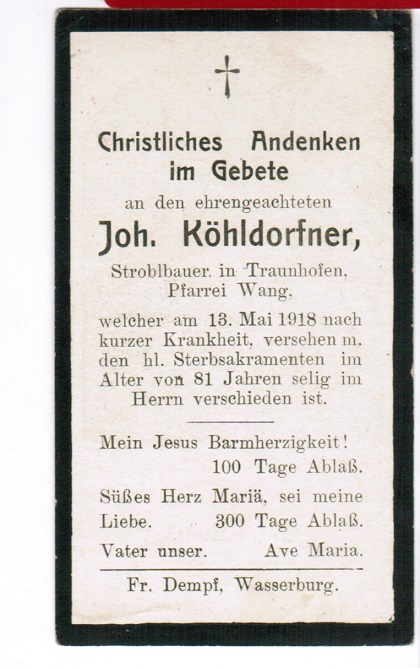 Christliches Andenken
im Gebete
an den ehrengeachteten
Joh. Köhldorfner,
Stroblbauer in Traunhofen,
Pfarrei Wang,
welcher am 13. Mai 1918 nach
kurzer Krankheit, versehen m.
den hl. Sterbsakramenten im
Alter von 81 Jahren selig im
Herrn verschieden ist.
Mein Jesus Barmherzigkeit!
100 Tage Ablaß.
Süßes Herz Mariä, sei meine
Liebe. 300 Tage Ablaß.
Vater unser. Ave Maria.
Fr. Dempf, Wasserburg.